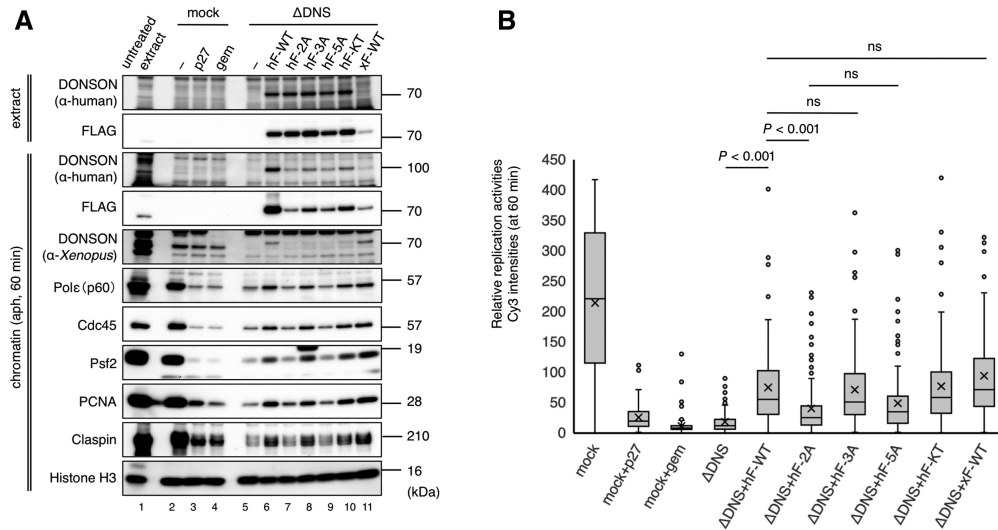 A
mock
ΔDNS
untreated
extract
–
p27
gem
–
hF-WT
hF-2A
hF-3A
hF-5A
hF-KT
xF-WT
extract
DONSON
(α-human)
70
FLAG
70
chromatin (aph, 60 min)
DONSON
(α-human)
100
FLAG
70
DONSON
(α-Xenopus)
70
Polε(p60)
57
Cdc45
57
Psf2
19
PCNA
28
Claspin
210
Histone H3
16
(kDa)
1 2 3 4 5 6 7 8 9 10 11
B
ns
ns
ns
P < 0.001
P < 0.001
Relative replication activities
Cy3 intensities (at 60 min)
450
400
350
300
250
200
150
100
50
0
mock
mock+p27
mock+gem
ΔDNS
ΔDNS+hF-WT
ΔDNS+hF-2A
ΔDNS+hF-3A
ΔDNS+hF-5A
ΔDNS+hF-KT
ΔDNS+xF-WT